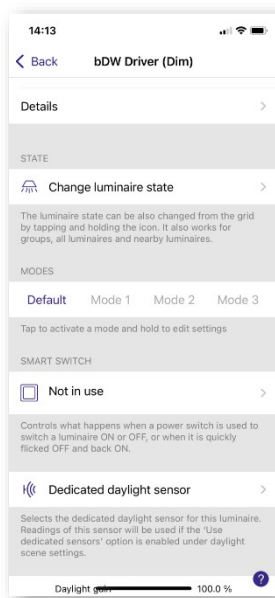 14:13
Back bDW Driver (Dim)
Details
STATE
Change luminaire state
The luminaire state can be also changed from the grid
by tapping and holding the icon. It also works for
groups, all luminaires and nearby luminaires.
MODES
Default Mode 1 Mode 2 Mode 3
Tap to activate a mode and hold to edit settings
SMART SWITCH
Not in use
Controls what happens when a power switch is used to
switch a luminaire ON or OFF, or when it is quickly
flicked OFF and back ON.
Dedicated daylight sensor
Selects the dedicated daylight sensor for this luminaire.
Readings of this sensor will be used if the 'Use
dedicated sensors' option is enabled under daylight
scene settings.
?
Daylight gain 100.0 %